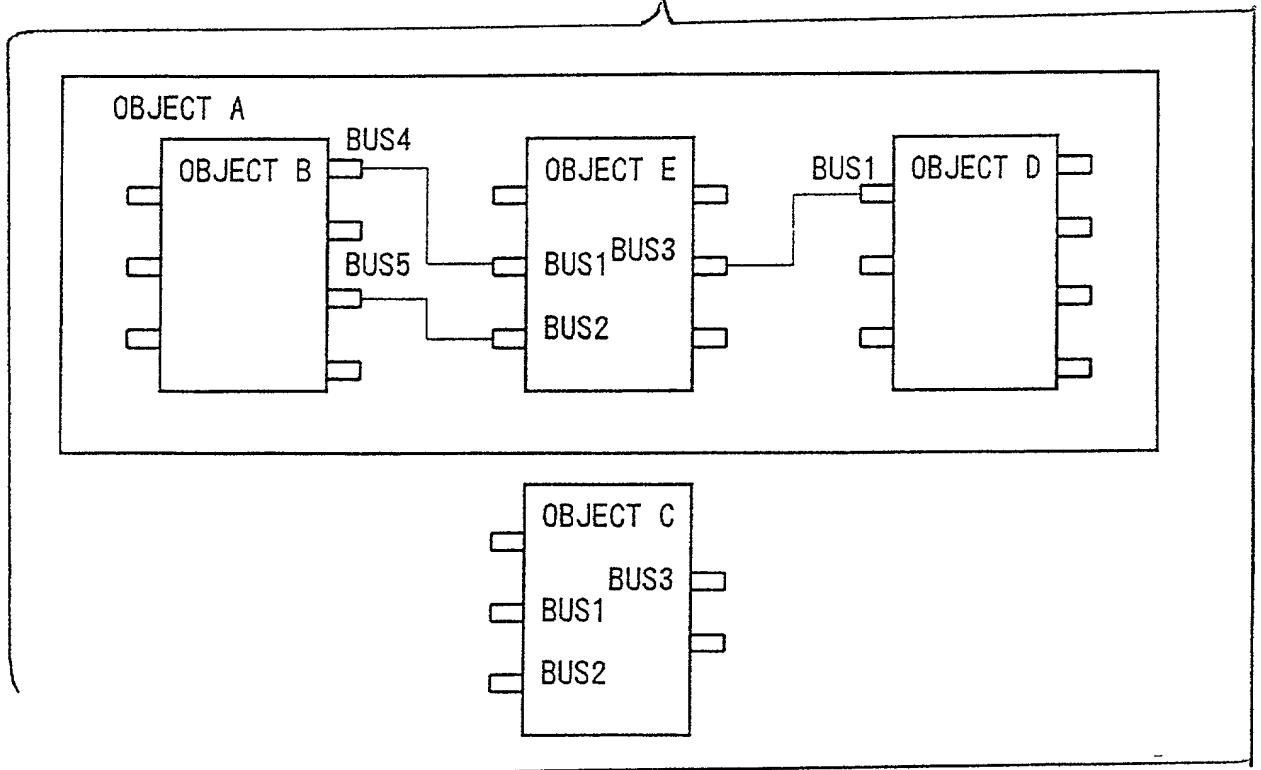 OBJECT A
BUS4
OBJECT B
OBJECT E
BUS1
OBJECT D
BUS5
BUS1
BUS3
BUS2
OBJECT C
BUS3
BUS1
BUS2